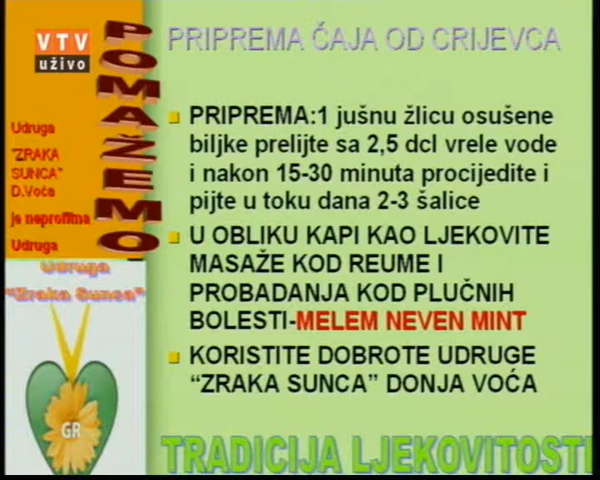 VTV
uživo
POMAŽEMO
Udruga
"ZRAKA
SUNCA"
D.Voća
je neprofitna
Udruga
Udruga
"Zraka Sunca"
GR
PRIPREMA ČAJA OD CRIJEVCA
PRIPREMA:1 jušnu žlicu osušene
biljke prelijte sa 2,5 dcl vrele vode
i nakon 15-30 minuta procijedite i
pijte u toku dana 2-3 šalice
U OBLIKU KAPI KAO LJEKOVITE
MASAŽE KOD REUME I
PROBADANJA KOD PLUČNIH
BOLESTI-MELEM NEVEN MINT
KORISTITE DOBROTE UDRUGE
“ZRAKA SUNCA” DONJA VOĆA
TRADICIJA LJEKOVITOSTI